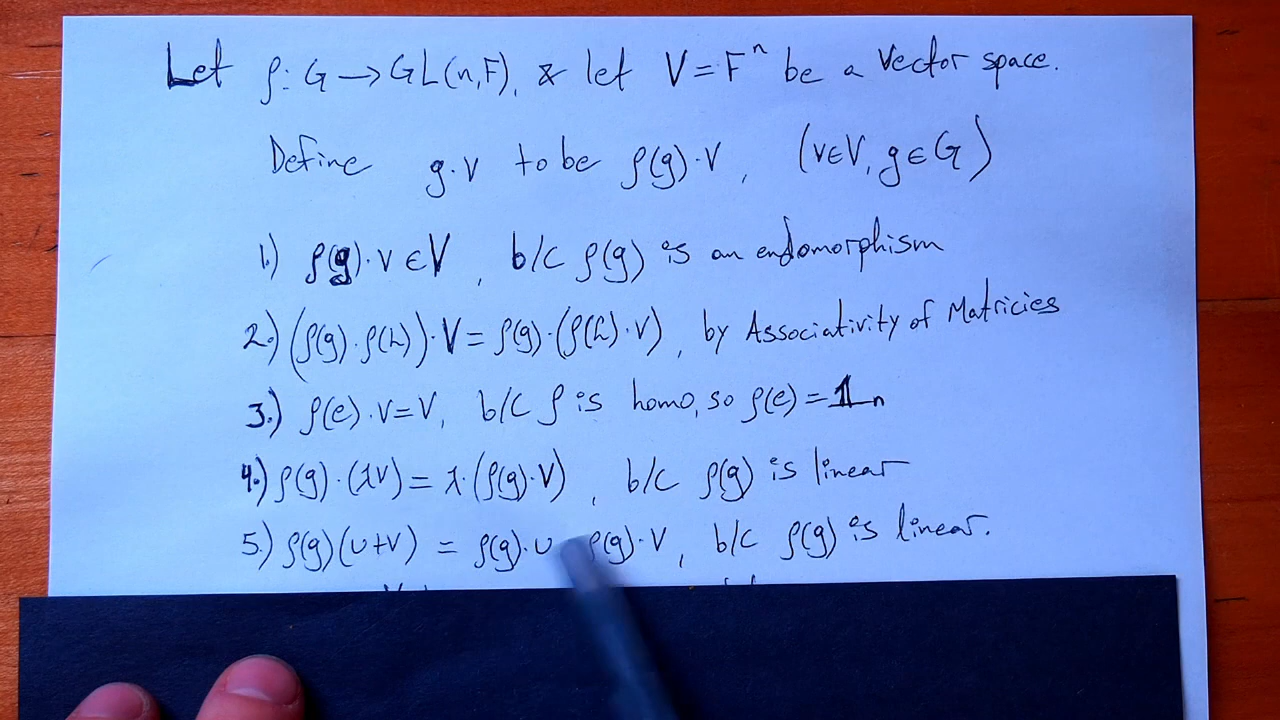 Let ρ: G → GL(n,F), & let V = Fⁿ be a vector space.
Define g·v to be ρ(g)·v, (v∈V, g∈G)
1.) ρ(g)·v ∈ V, b/c ρ(g) is an endomorphism
2.) (ρ(g)·ρ(h))·v = ρ(g)·(ρ(h)·v), by Associativity of Matricies
3.) ρ(e)·v = v, b/c ρ is homo, so ρ(e) = 1ₙ
4.) ρ(g)·(λv) = λ·(ρ(g)·v), b/c ρ(g) is linear
5.) ρ(g)(u+v) = ρ(g)·u ρ(g)·v, b/c ρ(g) is linear.